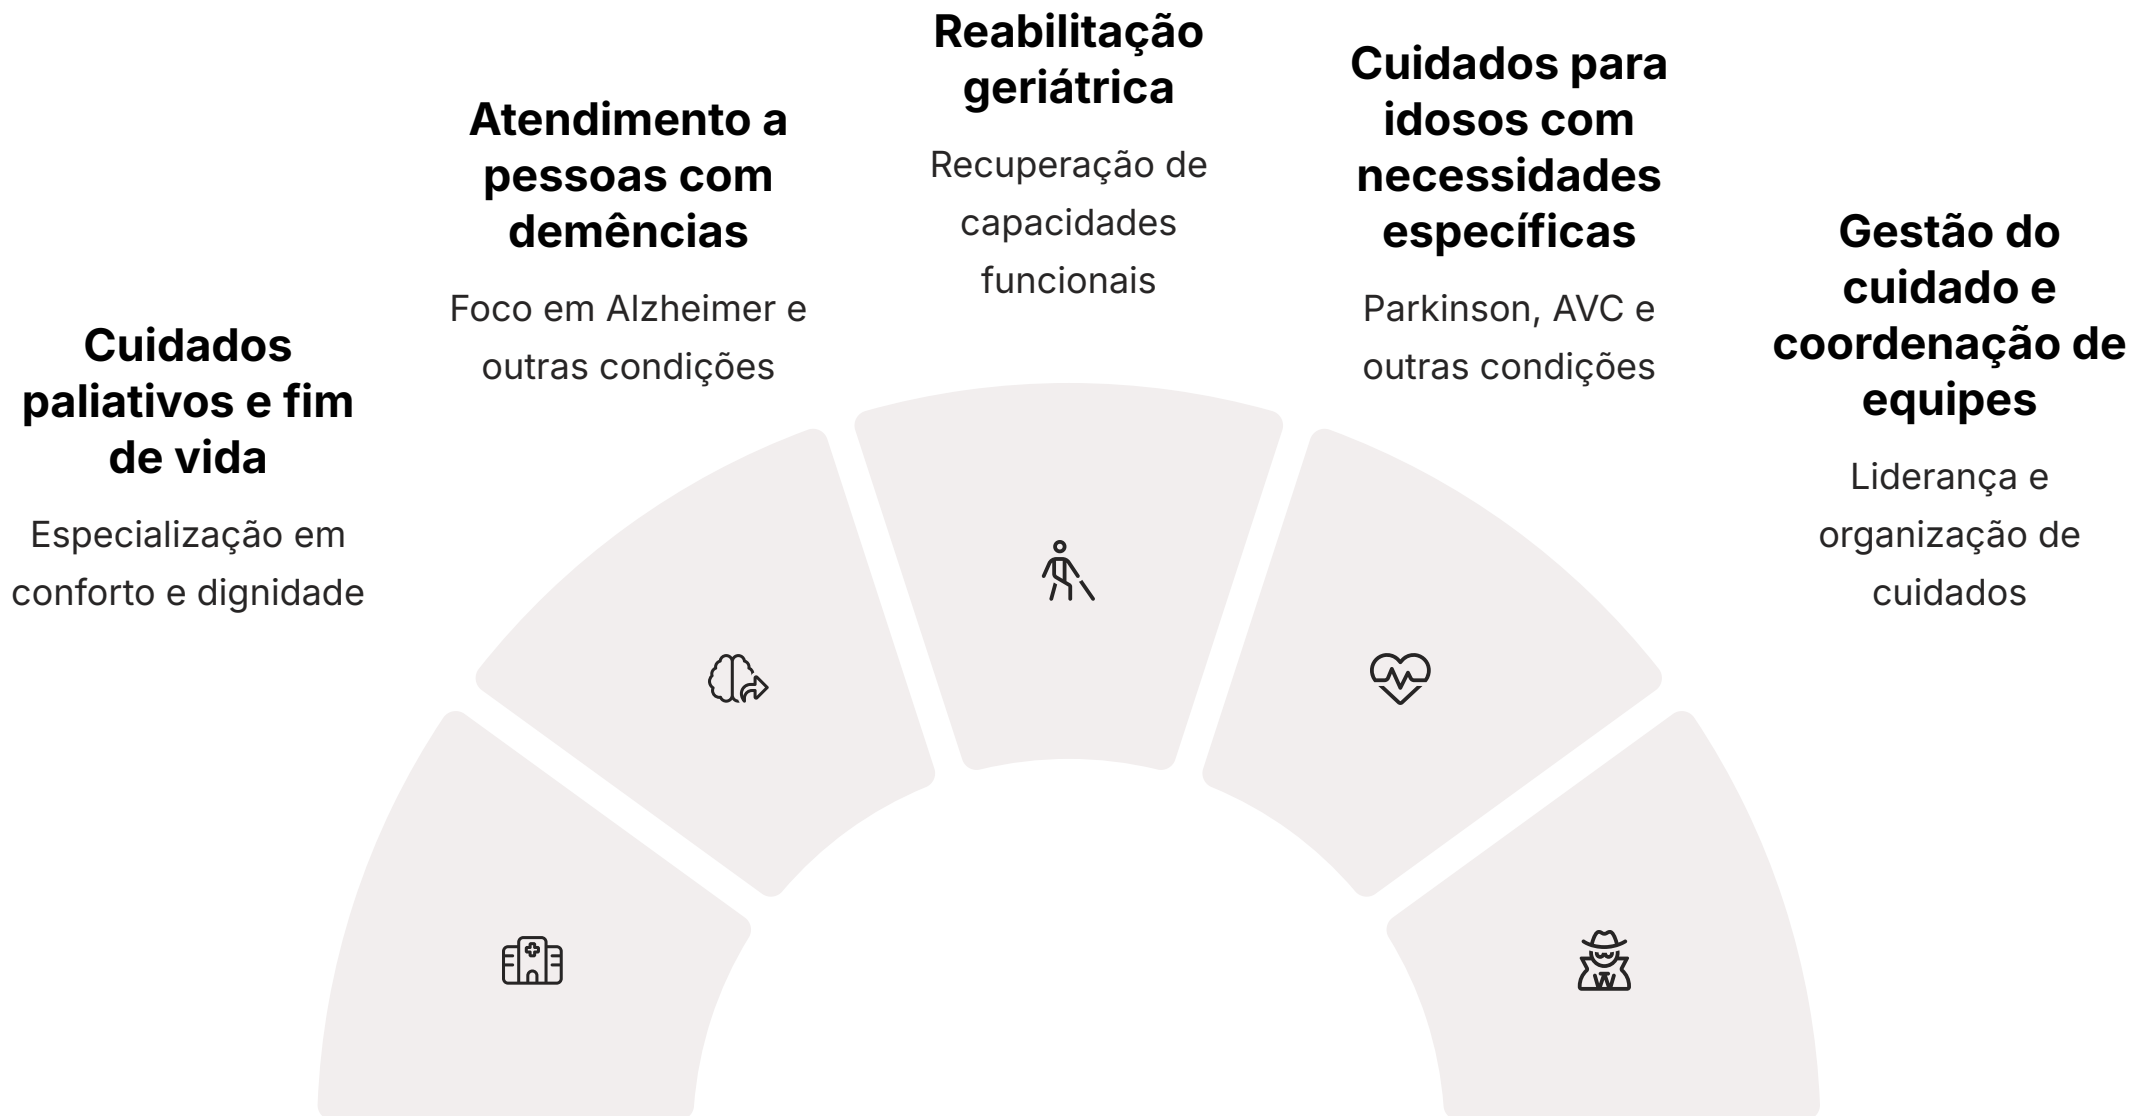 Cuidados
paliativos e fim
de vida
Especialização em
conforto e dignidade
Atendimento a
pessoas com
demências
Foco em Alzheimer e
outras condições
Reabilitação
geriátrica
Recuperação de
capacidades
funcionais
Cuidados para
idosos com
necessidades
específicas
Parkinson, AVC e
outras condições
Gestão do
cuidado e
coordenação de
equipes
Liderança e
organização de
cuidados